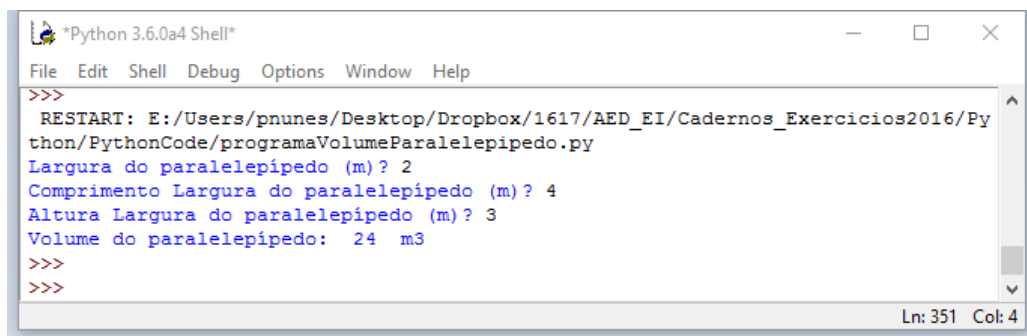 *Python 3.6.0a4 Shell*
File Edit Shell Debug Options Window Help
>>>
RESTART: E:/Users/pnunes/Desktop/Dropbox/1617/AED_EI/Cadernos_Exercicios2016/Py
thon/PythonCode/programaVolumeParalelepipedo.py
Largura do paralelepípedo (m)? 2
Comprimento Largura do paralelepípedo (m)? 4
Altura Largura do paralelepípedo (m)? 3
Volume do paralelepípedo:  24  m3
>>>
>>>
Ln: 351 Col: 4